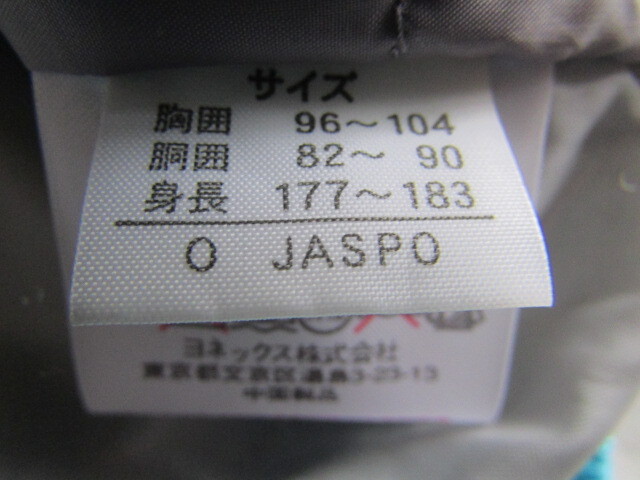 サイズ
胸囲 96～104
胴囲 82～ 90
身長 177～183
O JASPO
ヨネックス株式会社
東京都文京区湯島3-23-13
中国製品